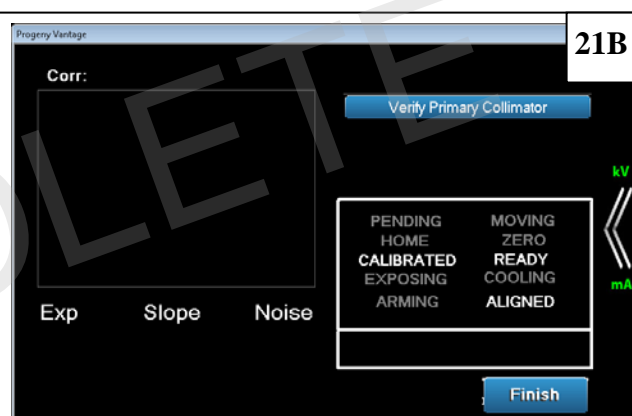 Progeny Vantage
21B
Corr:
Verify Primary Collimator
kV
PENDING MOVING
HOME ZERO
CALIBRATED READY
EXPOSING COOLING
ARMING ALIGNED
mA
Exp Slope Noise
Finish
OLETE